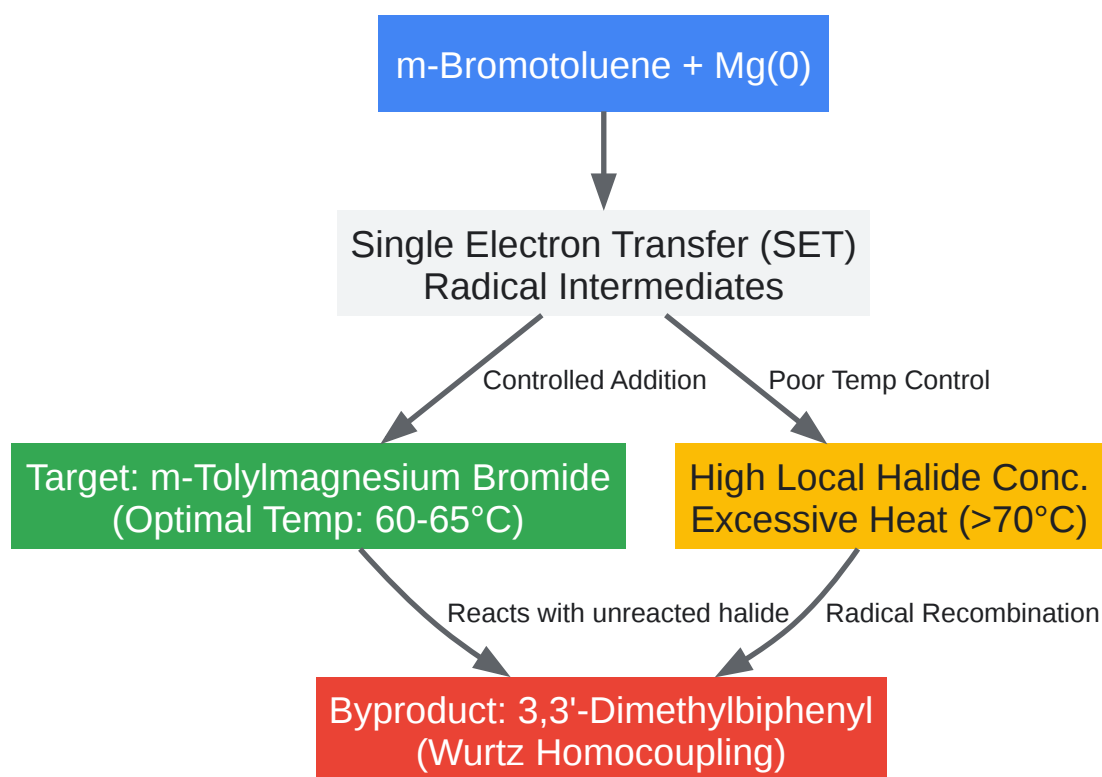 m-Bromotoluene + Mg(0)
Single Electron Transfer (SET)
Radical Intermediates
Controlled Addition
Poor Temp Control
Target: m-Tolylmagnesium Bromide
(Optimal Temp: 60-65°C)
High Local Halide Conc.
Excessive Heat (>70°C)
Reacts with unreacted halide
Radical Recombination
Byproduct: 3,3'-Dimethylbiphenyl
(Wurtz Homocoupling)